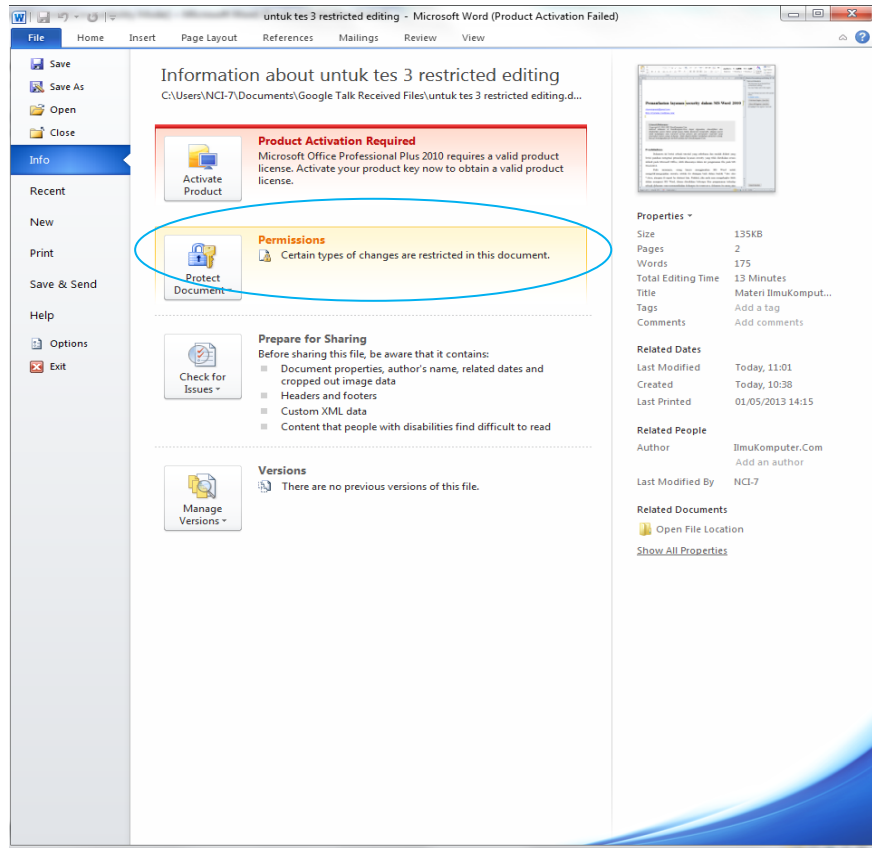 untuk tes 3 restricted editing - Microsoft Word (Product Activation Failed)
File Home Insert Page Layout References Mailings Review View
Save
Save As
Open
Close
Info
Recent
New
Print
Save & Send
Help
Options
Exit
Information about untuk tes 3 restricted editing
C:\Users\NCI-7\Documents\Google Talk Received Files\untuk tes 3 restricted editing.d...
Activate
Product
Product Activation Required
Microsoft Office Professional Plus 2010 requires a valid product
license. Activate your product key now to obtain a valid product
license.
Protect
Document
Permissions
Certain types of changes are restricted in this document.
Check for
Issues
Prepare for Sharing
Before sharing this file, be aware that it contains:
Document properties, author's name, related dates and
cropped out image data
Headers and footers
Custom XML data
Content that people with disabilities find difficult to read
Manage
Versions
Versions
There are no previous versions of this file.
Properties
Size 135KB
Pages 2
Words 175
Total Editing Time 13 Minutes
Title Materi IlmuKomput...
Tags Add a tag
Comments Add comments
Related Dates
Last Modified Today, 11:01
Created Today, 10:38
Last Printed 01/05/2013 14:15
Related People
Author IlmuKomputer.Com
Add an author
Last Modified By NCI-7
Related Documents
Open File Location
Show All Properties